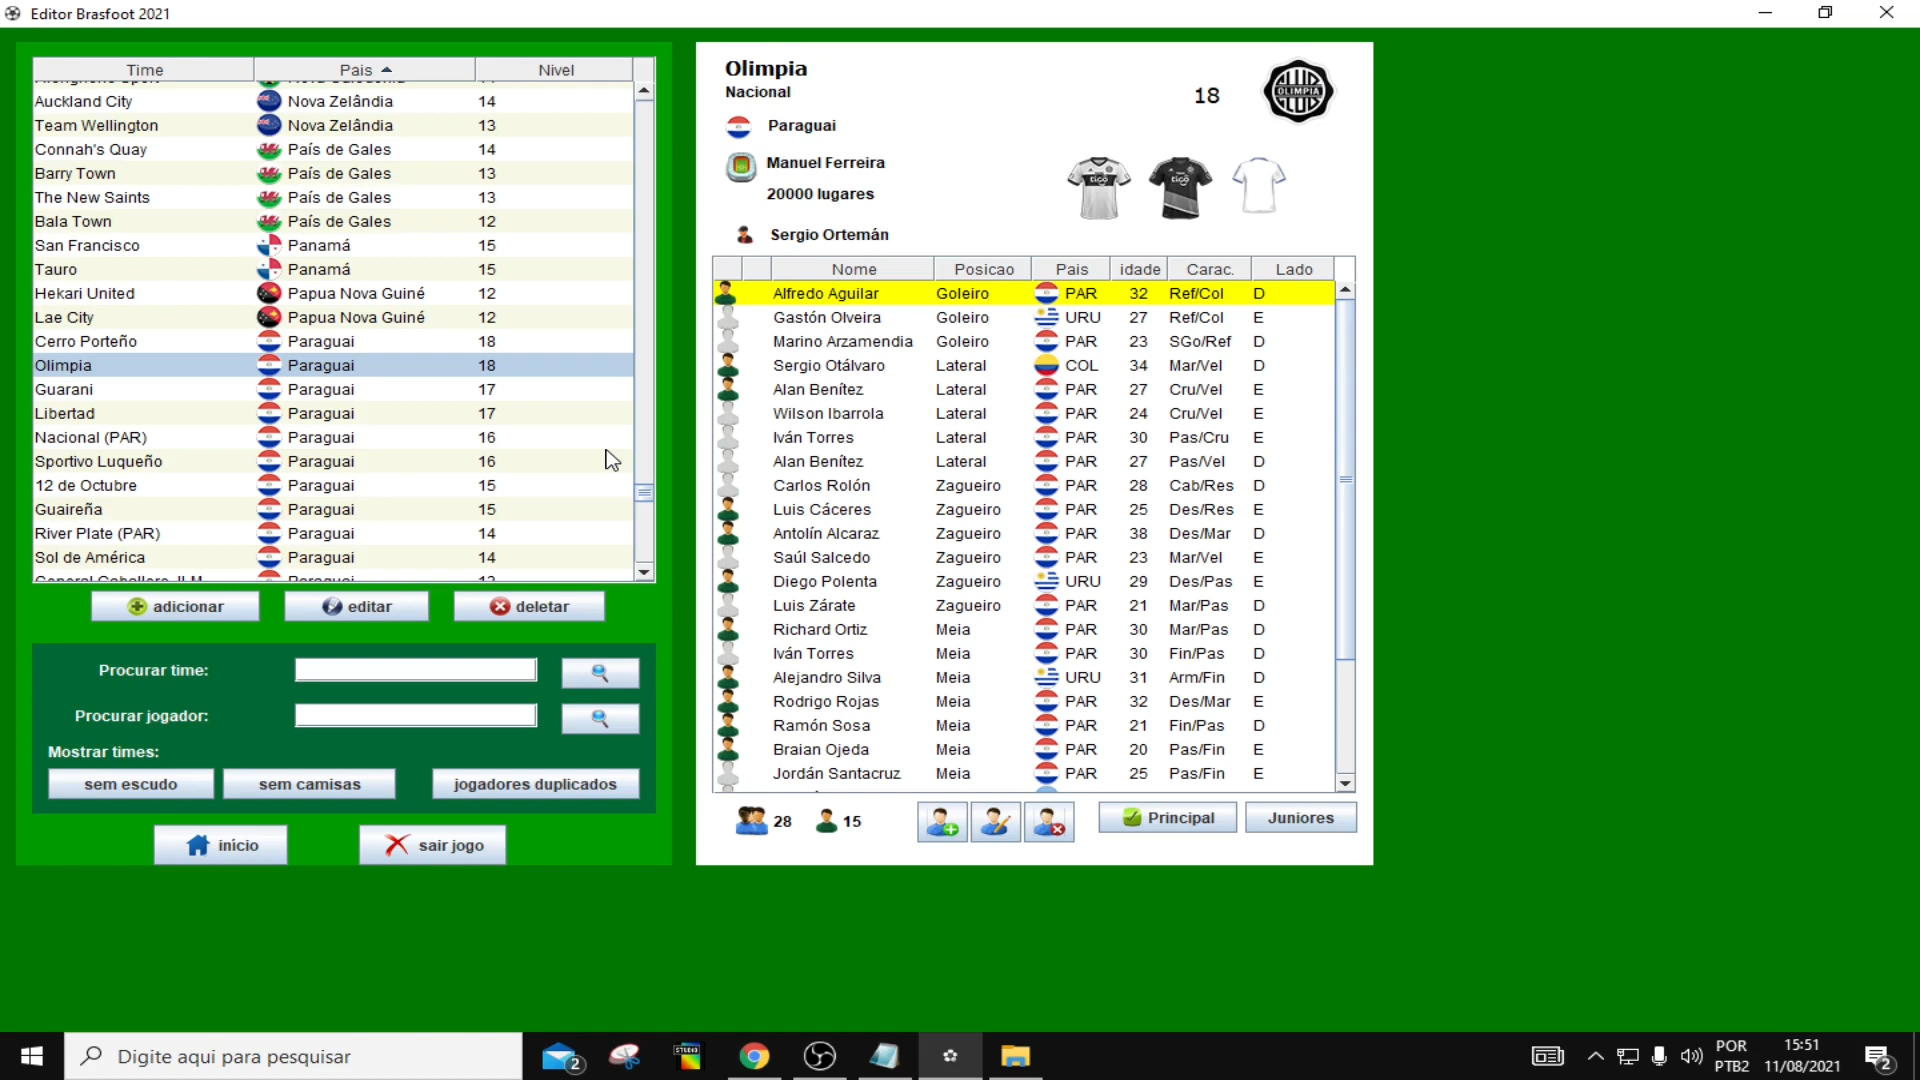 Editor Brasfoot 2021
Time Pais Nivel
Auckland City Nova Zelândia 14
Team Wellington Nova Zelândia 13
Connah's Quay País de Gales 14
Barry Town País de Gales 13
The New Saints País de Gales 13
Bala Town País de Gales 12
San Francisco Panamá 15
Tauro Panamá 15
Hekari United Papua Nova Guiné 12
Lae City Papua Nova Guiné 12
Cerro Porteño Paraguai 18
Olimpia Paraguai 18
Guarani Paraguai 17
Libertad Paraguai 17
Nacional (PAR) Paraguai 16
Sportivo Luqueño Paraguai 16
12 de Octubre Paraguai 15
Guaireña Paraguai 15
River Plate (PAR) Paraguai 14
Sol de América Paraguai 14
adicionar editar deletar
Procurar time:
Procurar jogador:
Mostrar times:
sem escudo sem camisas jogadores duplicados
início sair jogo
Olimpia
Nacional
18
OLIMPIA
Paraguai
Manuel Ferreira
20000 lugares
tigo tigo
Sergio Ortemán
Nome Posicao Pais idade Carac. Lado
Alfredo Aguilar Goleiro PAR 32 Ref/Col D
Gastón Olveira Goleiro URU 27 Ref/Col E
Marino Arzamendia Goleiro PAR 23 SGo/Ref D
Sergio Otálvaro Lateral COL 34 Mar/Vel D
Alan Benítez Lateral PAR 27 Cru/Vel E
Wilson Ibarrola Lateral PAR 24 Cru/Vel E
Iván Torres Lateral PAR 30 Pas/Cru E
Alan Benítez Lateral PAR 27 Pas/Vel D
Carlos Rolón Zagueiro PAR 28 Cab/Res D
Luis Cáceres Zagueiro PAR 25 Des/Res E
Antolín Alcaraz Zagueiro PAR 38 Des/Mar D
Saúl Salcedo Zagueiro PAR 23 Mar/Vel E
Diego Polenta Zagueiro URU 29 Des/Pas E
Luis Zárate Zagueiro PAR 21 Mar/Pas D
Richard Ortiz Meia PAR 30 Mar/Pas D
Iván Torres Meia PAR 30 Fin/Pas D
Alejandro Silva Meia URU 31 Arm/Fin D
Rodrigo Rojas Meia PAR 32 Des/Mar E
Ramón Sosa Meia PAR 21 Fin/Pas D
Braian Ojeda Meia PAR 20 Pas/Fin E
Jordán Santacruz Meia PAR 25 Pas/Fin E
28 15 Principal Juniores
Digite aqui para pesquisar
2
STUDIO
POR
PTB2
15:51
11/08/2021
2